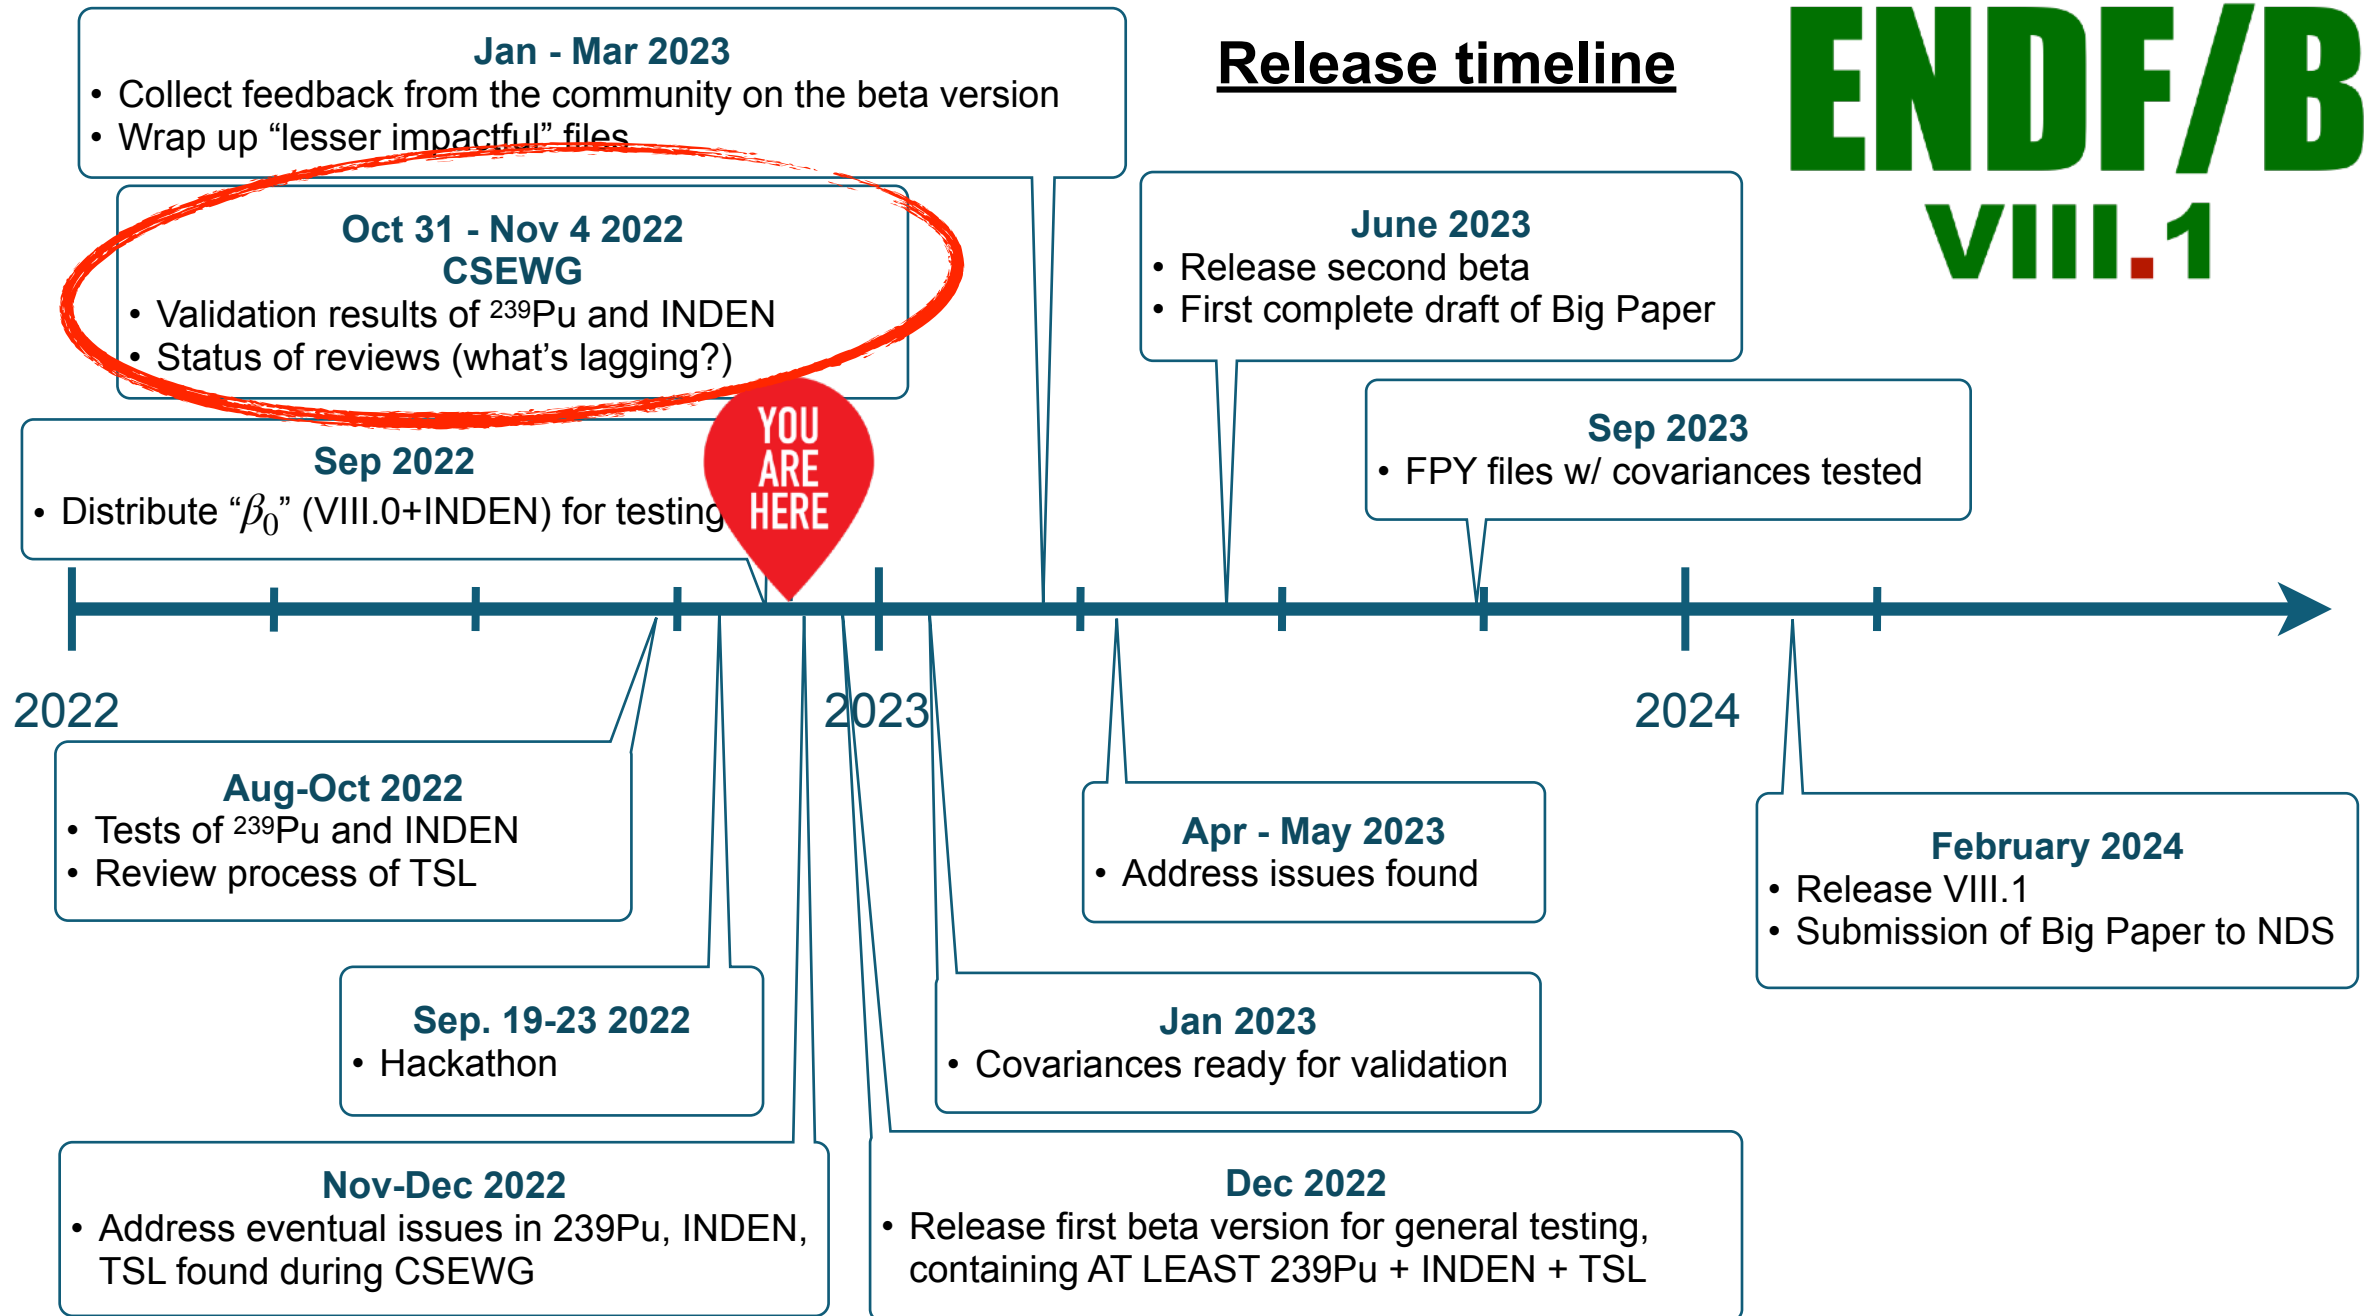 Release timeline
ENDF/B
VIII.1
Jan - Mar 2023
• Collect feedback from the community on the beta version
• Wrap up “lesser impactful” files
Oct 31 - Nov 4 2022
CSEWG
• Validation results of ²³⁹Pu and INDEN
• Status of reviews (what’s lagging?)
June 2023
• Release second beta
• First complete draft of Big Paper
Sep 2022
• Distribute “β₀” (VIII.0+INDEN) for testing
YOU
ARE
HERE
Sep 2023
• FPY files w/ covariances tested
2022
2023
2024
Aug-Oct 2022
• Tests of ²³⁹Pu and INDEN
• Review process of TSL
Apr - May 2023
• Address issues found
February 2024
• Release VIII.1
• Submission of Big Paper to NDS
Sep. 19-23 2022
• Hackathon
Jan 2023
• Covariances ready for validation
Nov-Dec 2022
• Address eventual issues in 239Pu, INDEN,
TSL found during CSEWG
Dec 2022
• Release first beta version for general testing,
containing AT LEAST 239Pu + INDEN + TSL